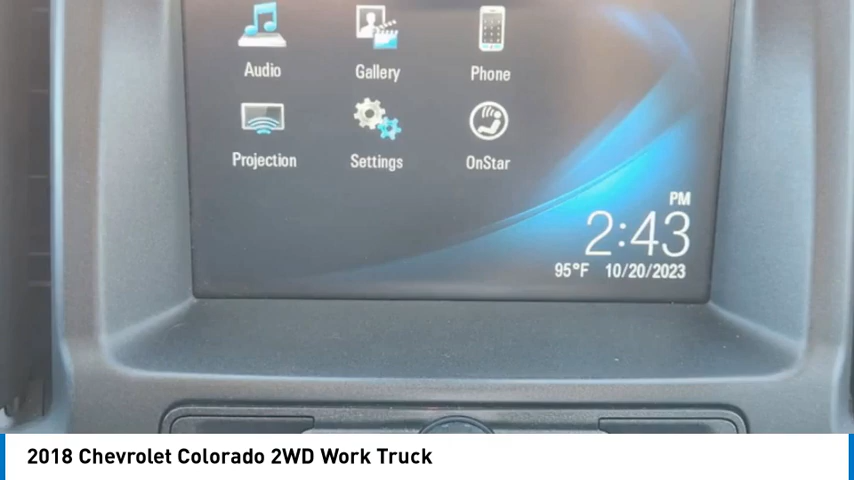 Audio Gallery Phone
Projection Settings OnStar
PM
2:43
95°F 10/20/2023
2018 Chevrolet Colorado 2WD Work Truck